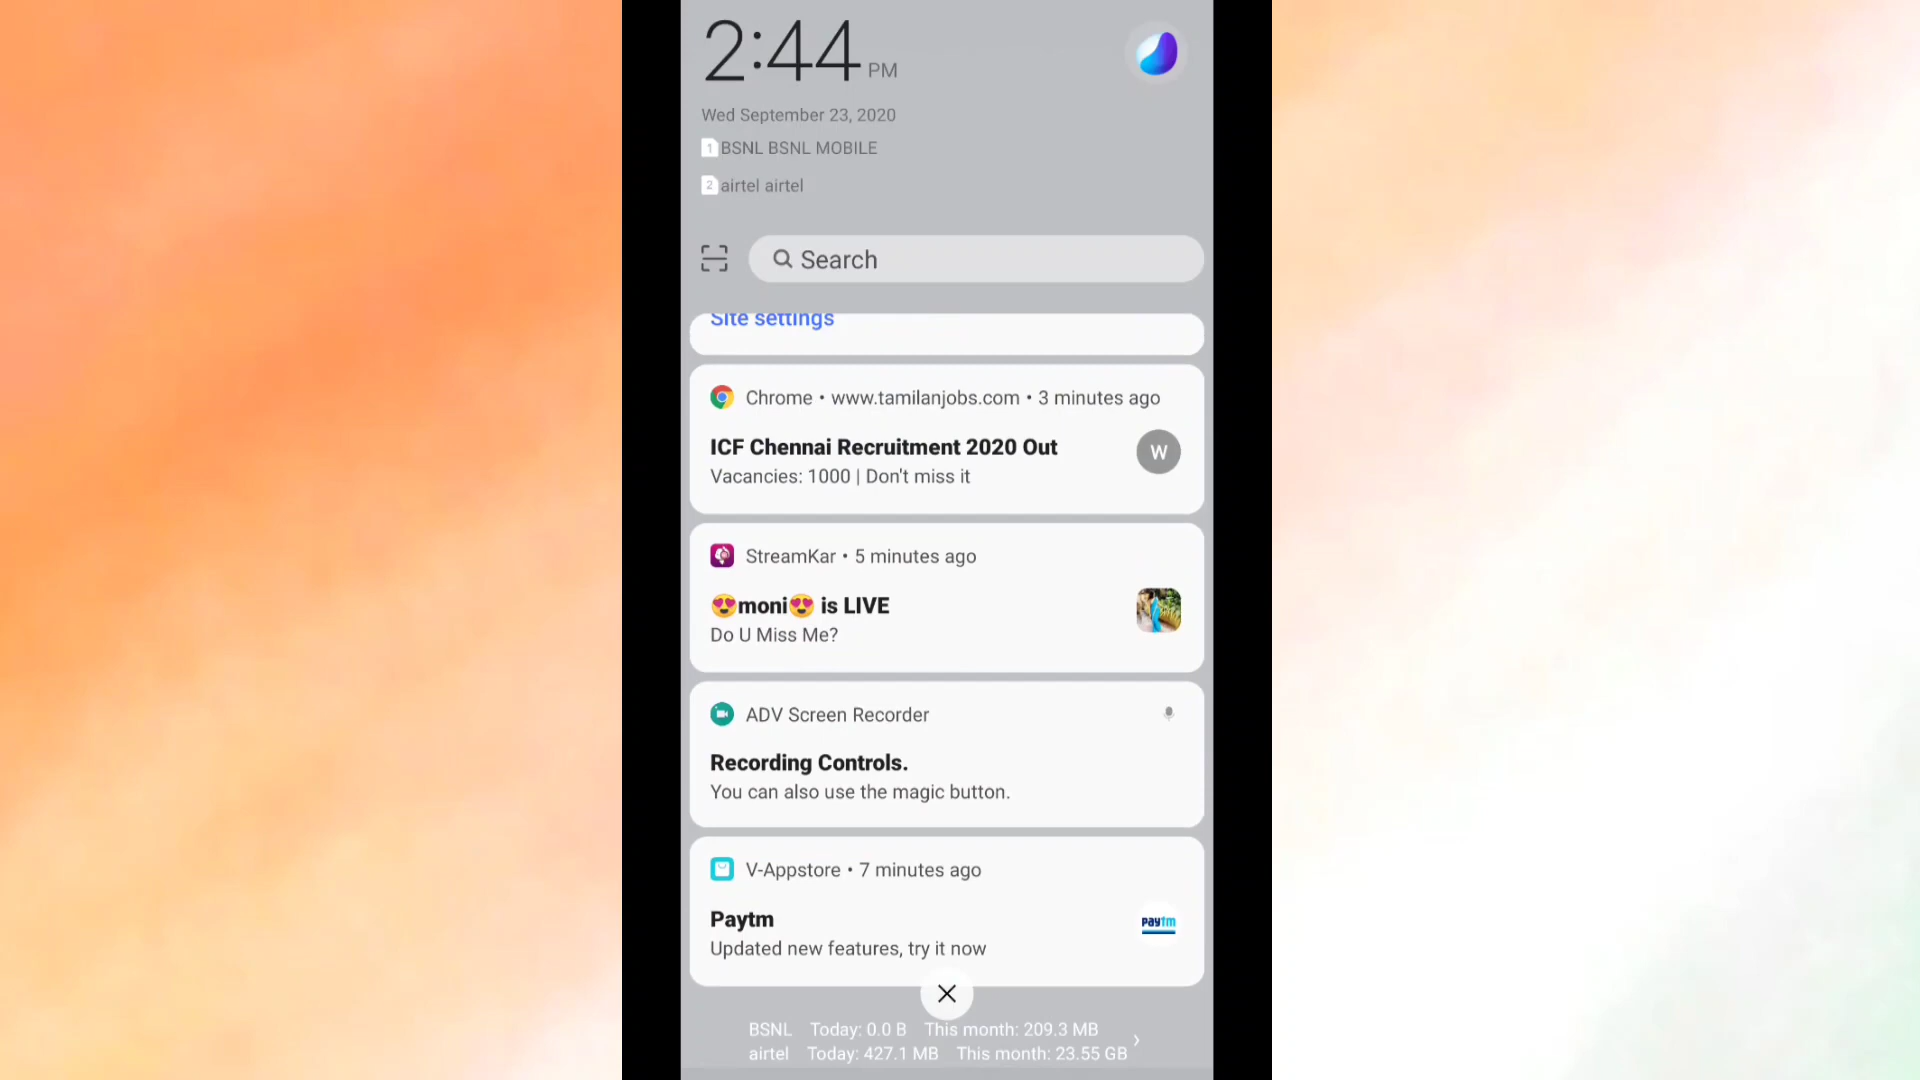 2:44 PM
Wed September 23, 2020
1 BSNL BSNL MOBILE
2 airtel airtel
Search
Site settings
Chrome • www.tamilanjobs.com • 3 minutes ago
ICF Chennai Recruitment 2020 Out
W
Vacancies: 1000 | Don't miss it
StreamKar • 5 minutes ago
😍moni😍 is LIVE
Do U Miss Me?
ADV Screen Recorder
Recording Controls.
You can also use the magic button.
V-Appstore • 7 minutes ago
Paytm
paytm
Updated new features, try it now
BSNL Today: 0.0 B This month: 209.3 MB
airtel Today: 427.1 MB This month: 23.55 GB